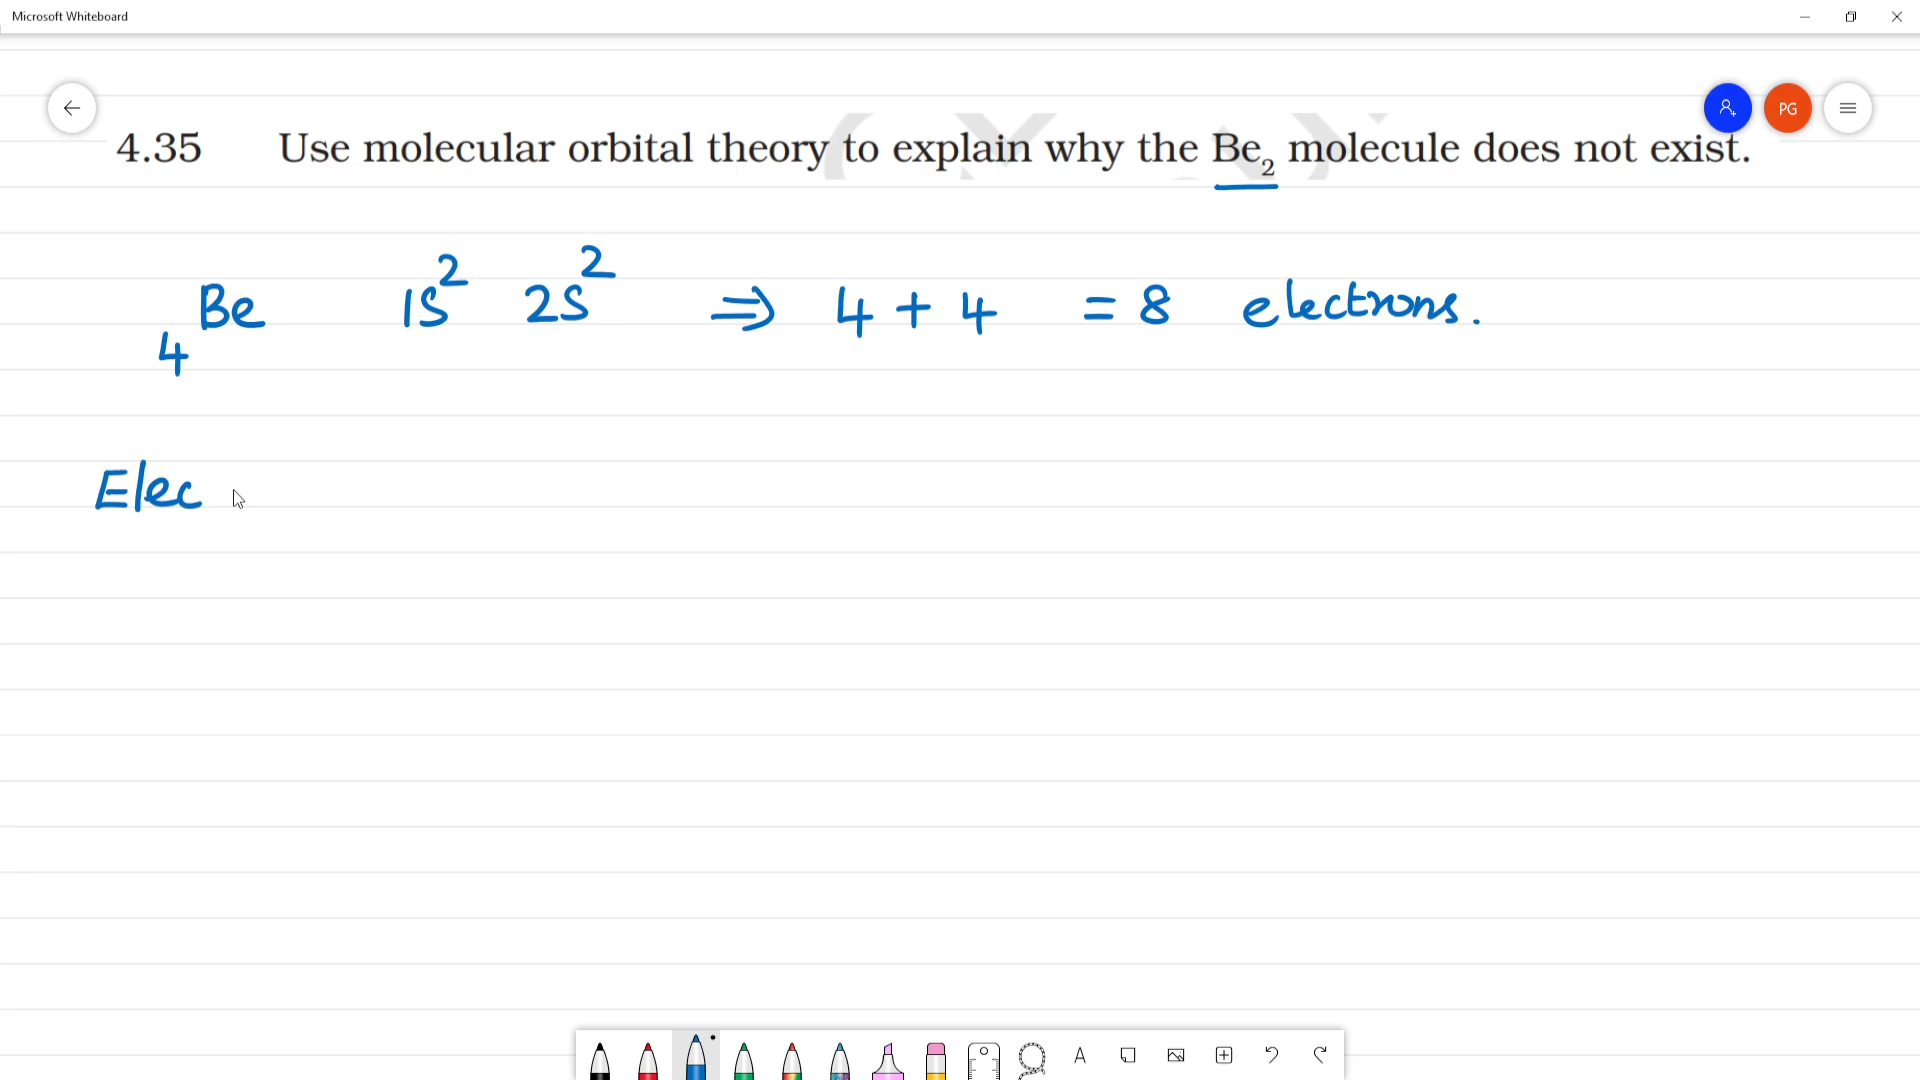 Microsoft Whiteboard
PG
4.35 Use molecular orbital theory to explain why the Be₂ molecule does not exist.
₄Be 1S² 2S² ⇒ 4 + 4 = 8 electrons.
Elec
A